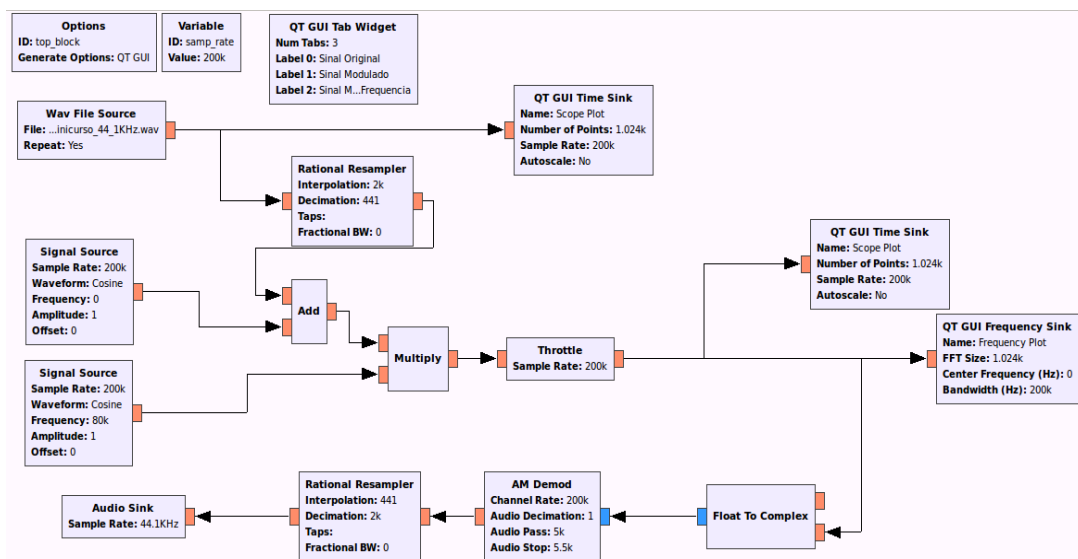 Options
ID: top_block
Generate Options: QT GUI
Variable
ID: samp_rate
Value: 200k
QT GUI Tab Widget
Num Tabs: 3
Label 0: Sinal Original
Label 1: Sinal Modulado
Label 2: Sinal M...Frequencia
Wav File Source
File: ...inicurso_44_1KHz.wav
Repeat: Yes
QT GUI Time Sink
Name: Scope Plot
Number of Points: 1.024k
Sample Rate: 200k
Autoscale: No
Rational Resampler
Interpolation: 2k
Decimation: 441
Taps:
Fractional BW: 0
Signal Source
Sample Rate: 200k
Waveform: Cosine
Frequency: 0
Amplitude: 1
Offset: 0
Add
QT GUI Time Sink
Name: Scope Plot
Number of Points: 1.024k
Sample Rate: 200k
Autoscale: No
Signal Source
Sample Rate: 200k
Waveform: Cosine
Frequency: 80k
Amplitude: 1
Offset: 0
Multiply
Throttle
Sample Rate: 200k
QT GUI Frequency Sink
Name: Frequency Plot
FFT Size: 1.024k
Center Frequency (Hz): 0
Bandwidth (Hz): 200k
Audio Sink
Sample Rate: 44.1KHz
Rational Resampler
Interpolation: 441
Decimation: 2k
Taps:
Fractional BW: 0
AM Demod
Channel Rate: 200k
Audio Decimation: 1
Audio Pass: 5k
Audio Stop: 5.5k
Float To Complex